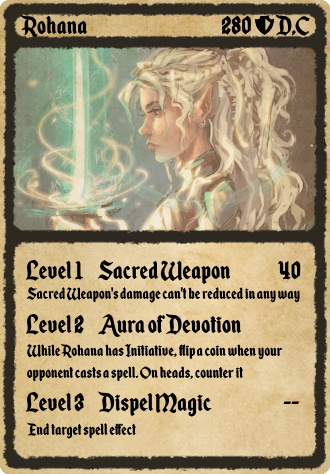 Rohana 280 D.C
Level 1 Sacred Weapon 40
Sacred Weapon's damage can't be reduced in any way
Level 2 Aura of Devotion
While Rohana has Initiative, flip a coin when your
opponent casts a spell. On heads, counter it
Level 3 Dispel Magic --
End target spell effect